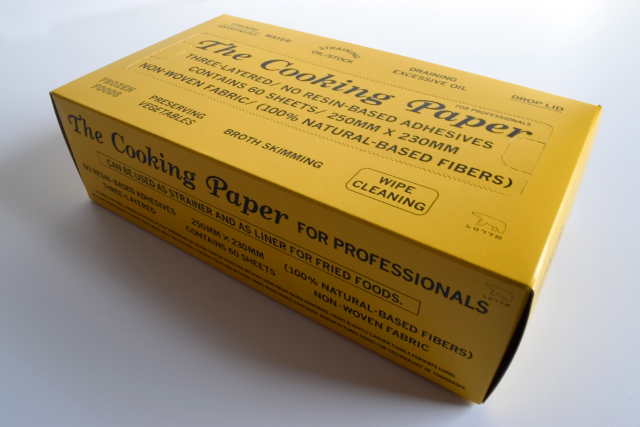 WATER
STRAINING
OIL/STOCK
DRAINING
EXCESSIVE OIL
DROP LID
FROZEN
FOODS
The Cooking Paper
FOR PROFESSIONALS
THREE-LAYERED / NO RESIN-BASED ADHESIVES
CONTAINS 60 SHEETS / 250MM X 230MM
NON-WOVEN FABRIC / (100% NATURAL-BASED FIBERS)
PRESERVING
VEGETABLES
BROTH SKIMMING
WIPE
CLEANING
The Cooking Paper FOR PROFESSIONALS
CAN BE USED AS STRAINER AND AS LINER FOR FRIED FOODS.
NO RESIN-BASED ADHESIVES
THREE-LAYERED
250MM X 230MM
CONTAINS 60 SHEETS
(100% NATURAL-BASED FIBERS)
NON-WOVEN FABRIC